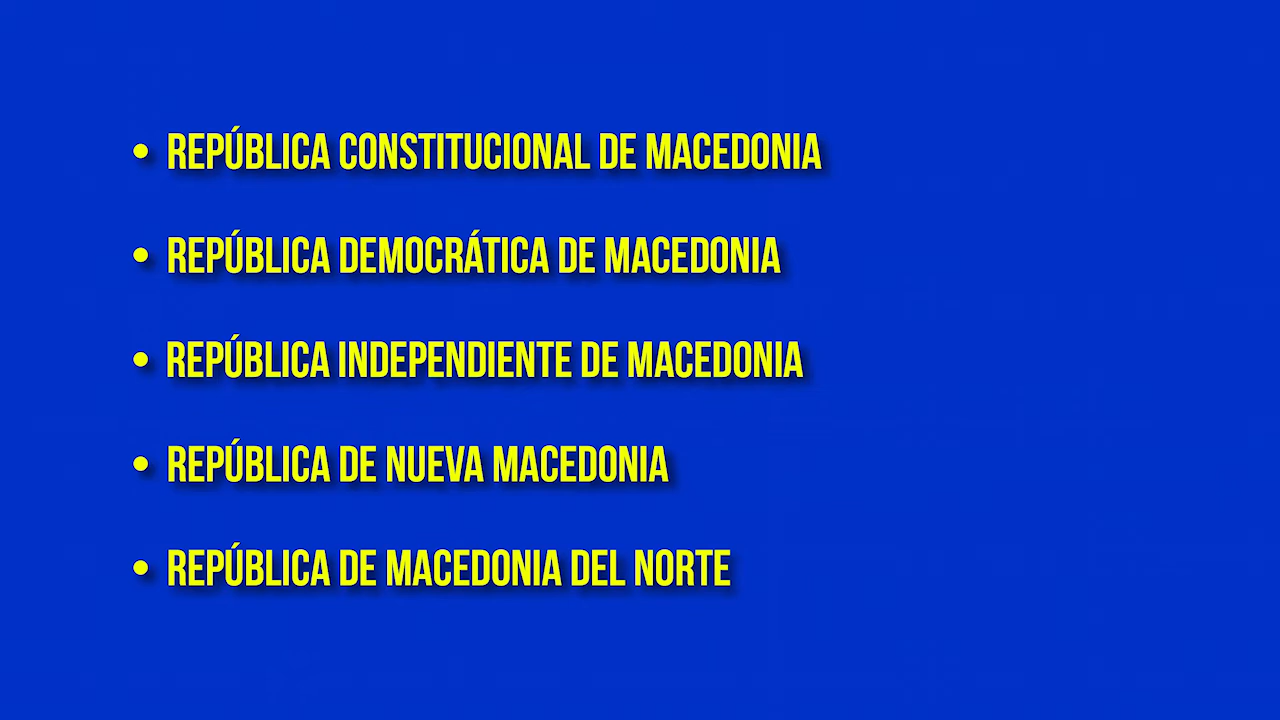 • REPÚBLICA CONSTITUCIONAL DE MACEDONIA
• REPÚBLICA DEMOCRÁTICA DE MACEDONIA
• REPÚBLICA INDEPENDIENTE DE MACEDONIA
• REPÚBLICA DE NUEVA MACEDONIA
• REPÚBLICA DE MACEDONIA DEL NORTE